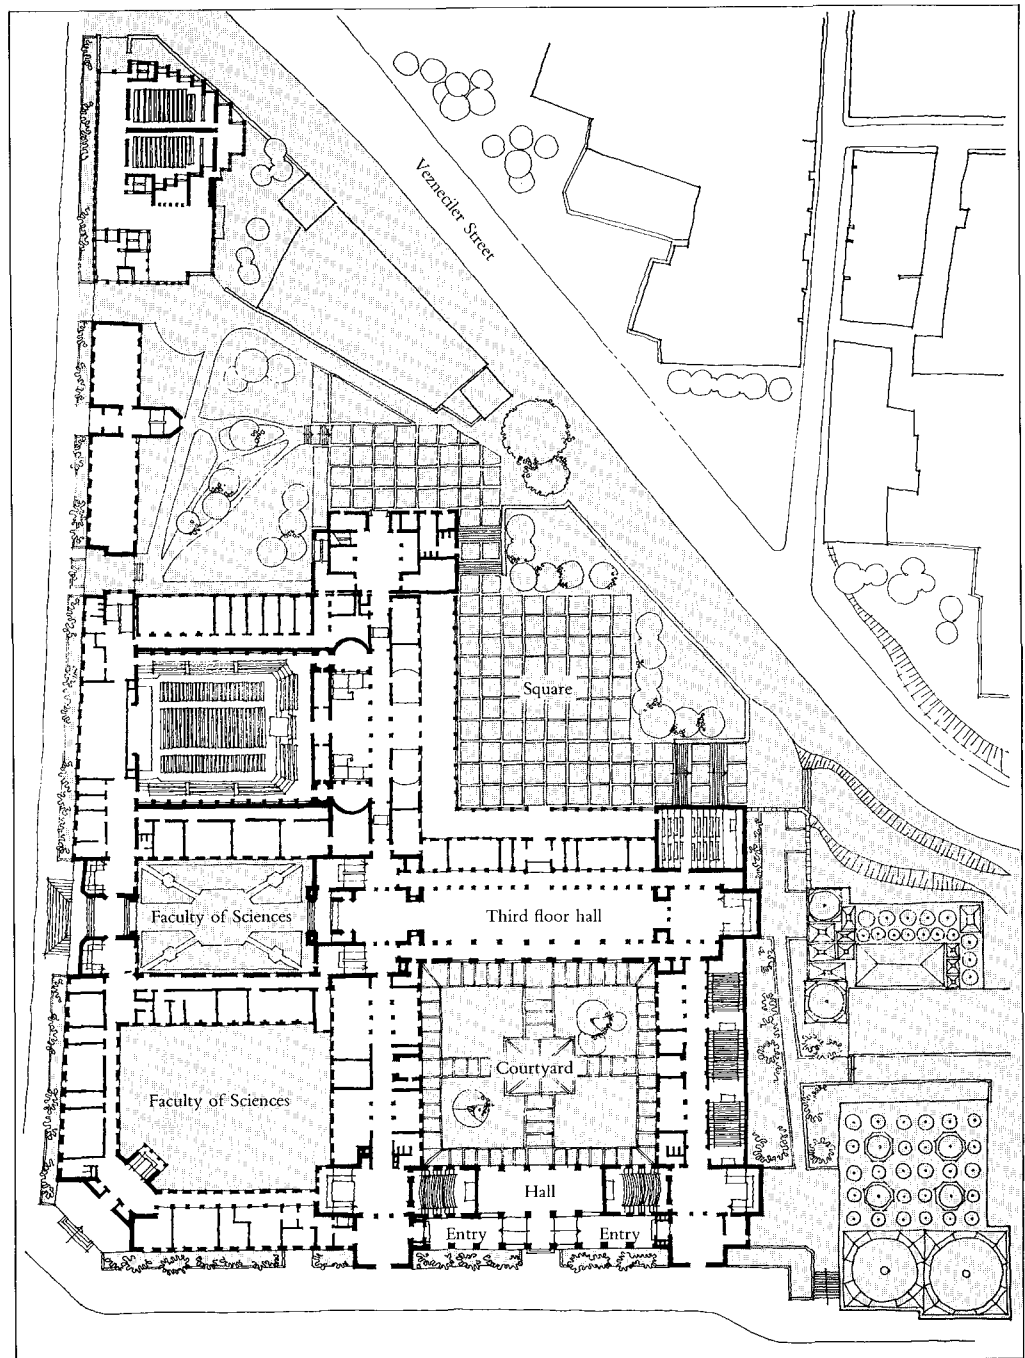 Vezneciler Street
Square
Faculty of Sciences
Third floor hall
Courtyard
Faculty of Sciences
Hall
Entry
Entry